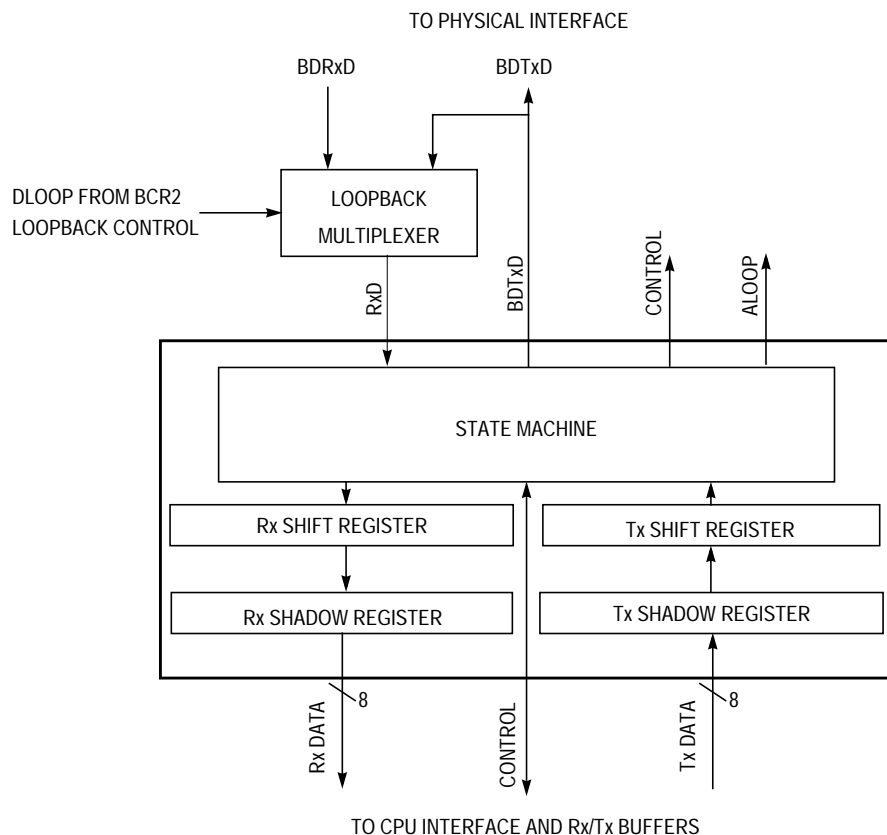 TO PHYSICAL INTERFACE
BDRxD
BDTxD
DLOOP FROM BCR2
LOOPBACK CONTROL
LOOPBACK
MULTIPLEXER
RxD
BDTxD
CONTROL
ALOOP
STATE MACHINE
Rx SHIFT REGISTER
Tx SHIFT REGISTER
Rx SHADOW REGISTER
Tx SHADOW REGISTER
8
8
Rx DATA
CONTROL
Tx DATA
TO CPU INTERFACE AND Rx/Tx BUFFERS